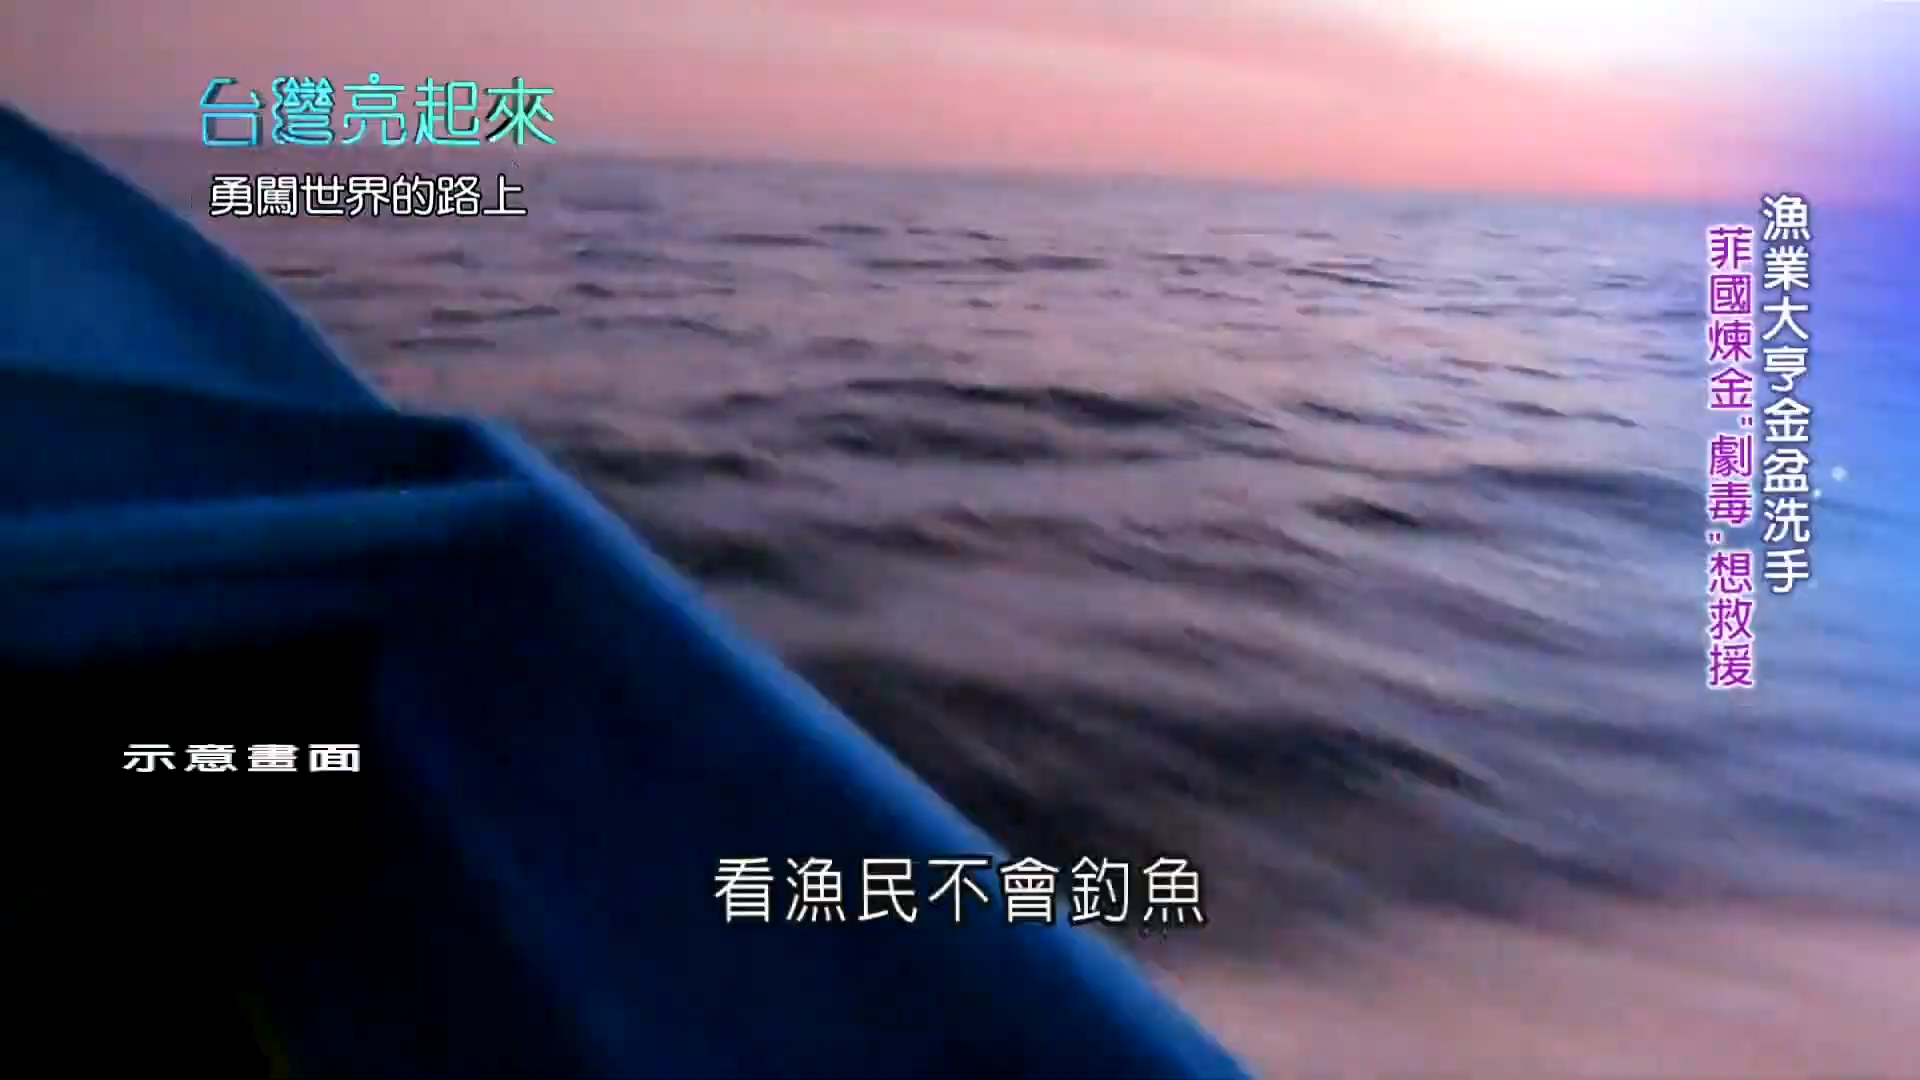 台灣亮起來
勇闖世界的路上
漁業大亨金盆洗手
菲國煉金"劇毒"想救援
示意畫面
看漁民不會釣魚